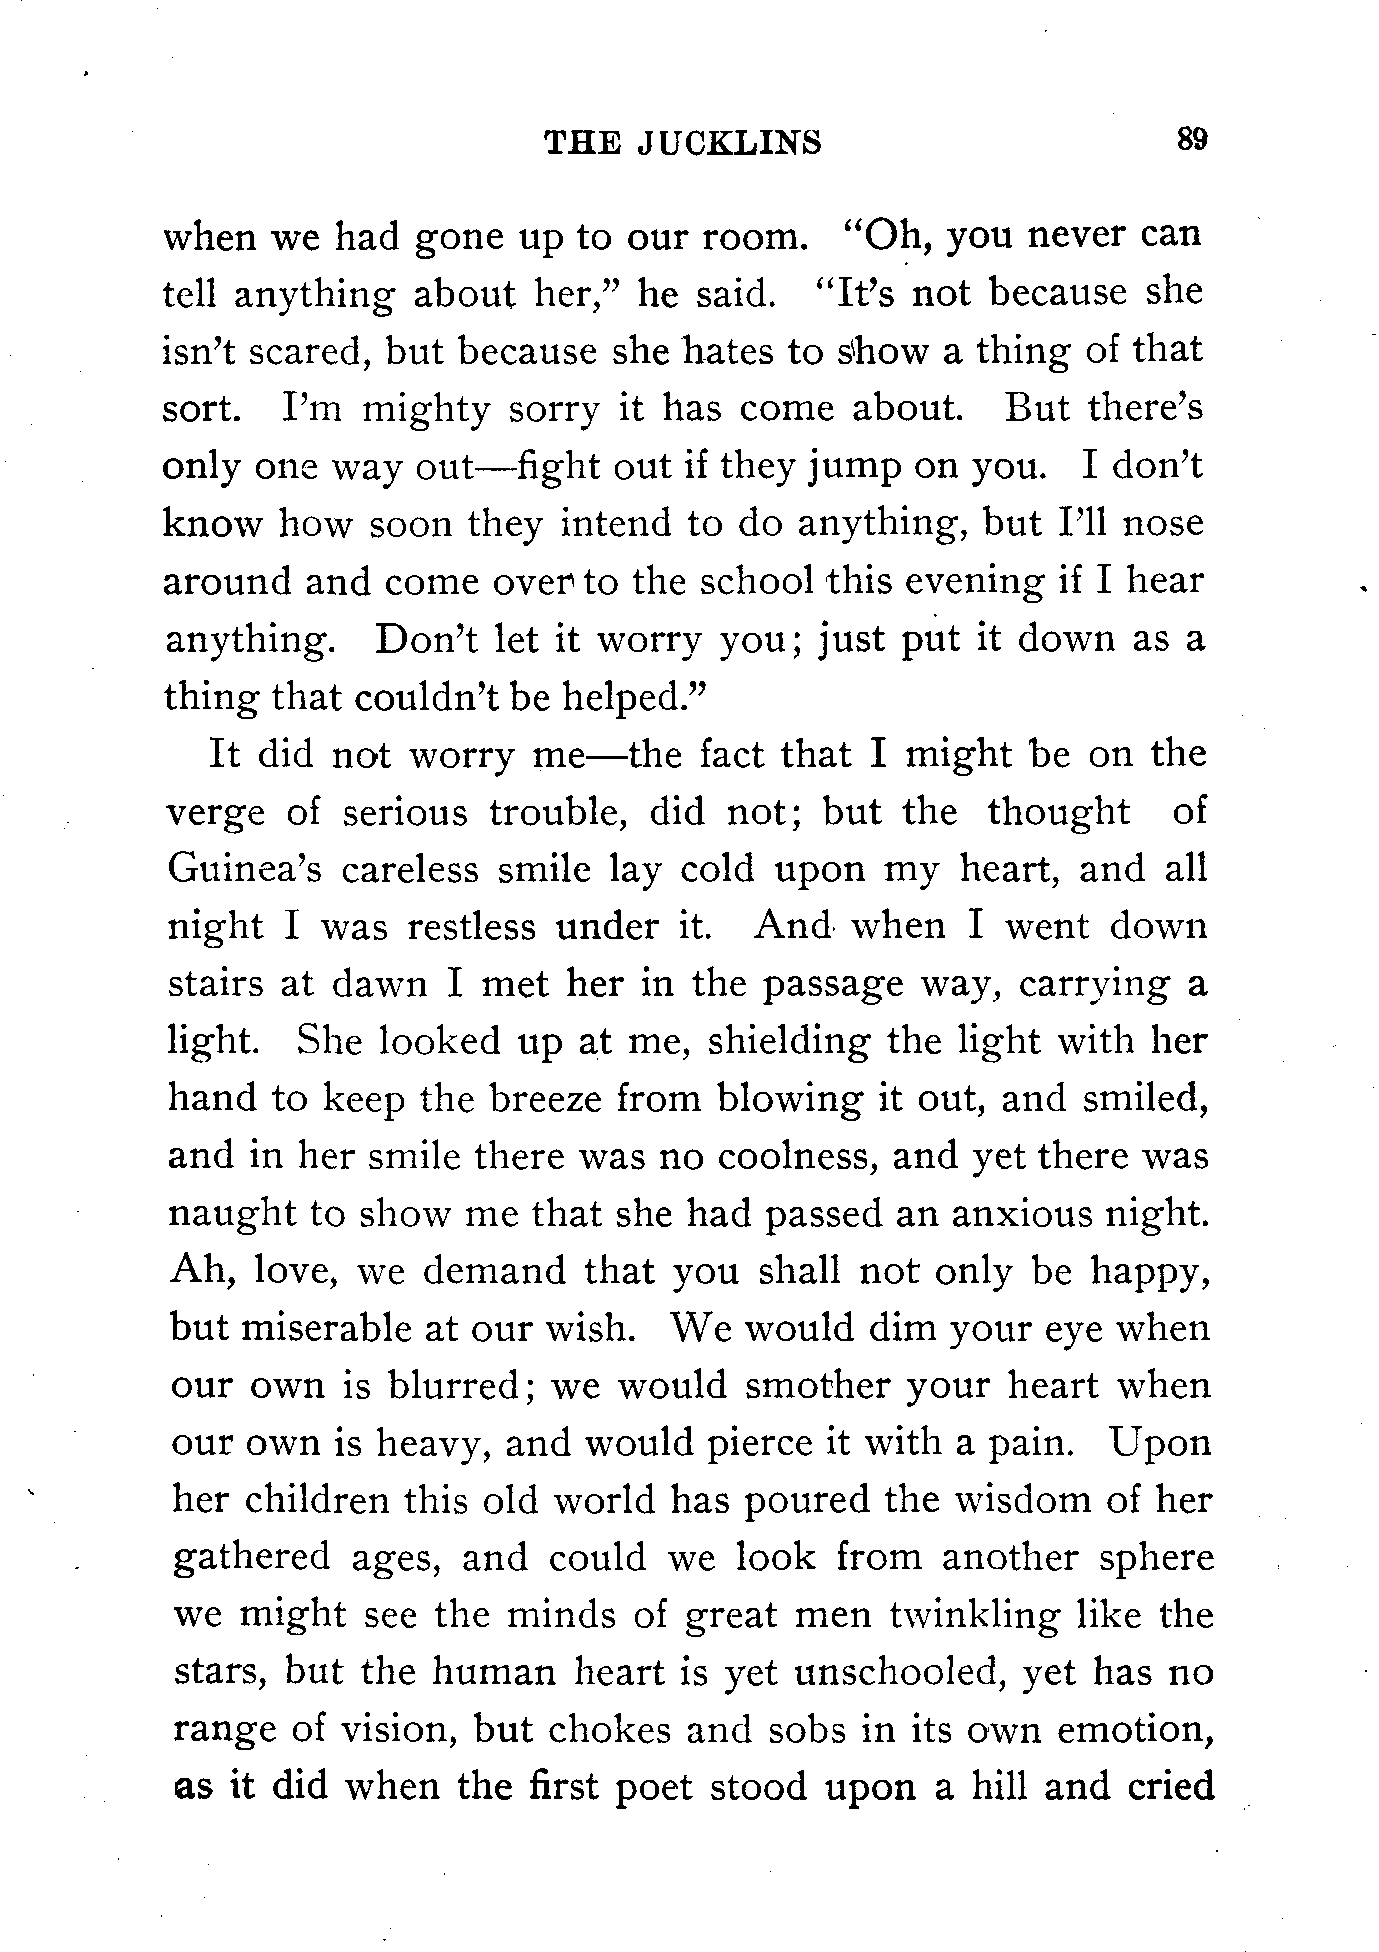 THE JUCKLINS 89
when we had gone up to our room. “Oh, you never can
tell anything about her,” he said. “It’s not because she
isn’t scared, but because she hates to show a thing of that
sort. I’m mighty sorry it has come about. But there’s
only one way out—fight out if they jump on you. I don’t
know how soon they intend to do anything, but I’ll nose
around and come over to the school this evening if I hear
anything. Don’t let it worry you; just put it down as a
thing that couldn’t be helped.”
It did not worry me—the fact that I might be on the
verge of serious trouble, did not; but the thought of
Guinea’s careless smile lay cold upon my heart, and all
night I was restless under it. And when I went down
stairs at dawn I met her in the passage way, carrying a
light. She looked up at me, shielding the light with her
hand to keep the breeze from blowing it out, and smiled,
and in her smile there was no coolness, and yet there was
naught to show me that she had passed an anxious night.
Ah, love, we demand that you shall not only be happy,
but miserable at our wish. We would dim your eye when
our own is blurred; we would smother your heart when
our own is heavy, and would pierce it with a pain. Upon
her children this old world has poured the wisdom of her
gathered ages, and could we look from another sphere
we might see the minds of great men twinkling like the
stars, but the human heart is yet unschooled, yet has no
range of vision, but chokes and sobs in its own emotion,
as it did when the first poet stood upon a hill and cried